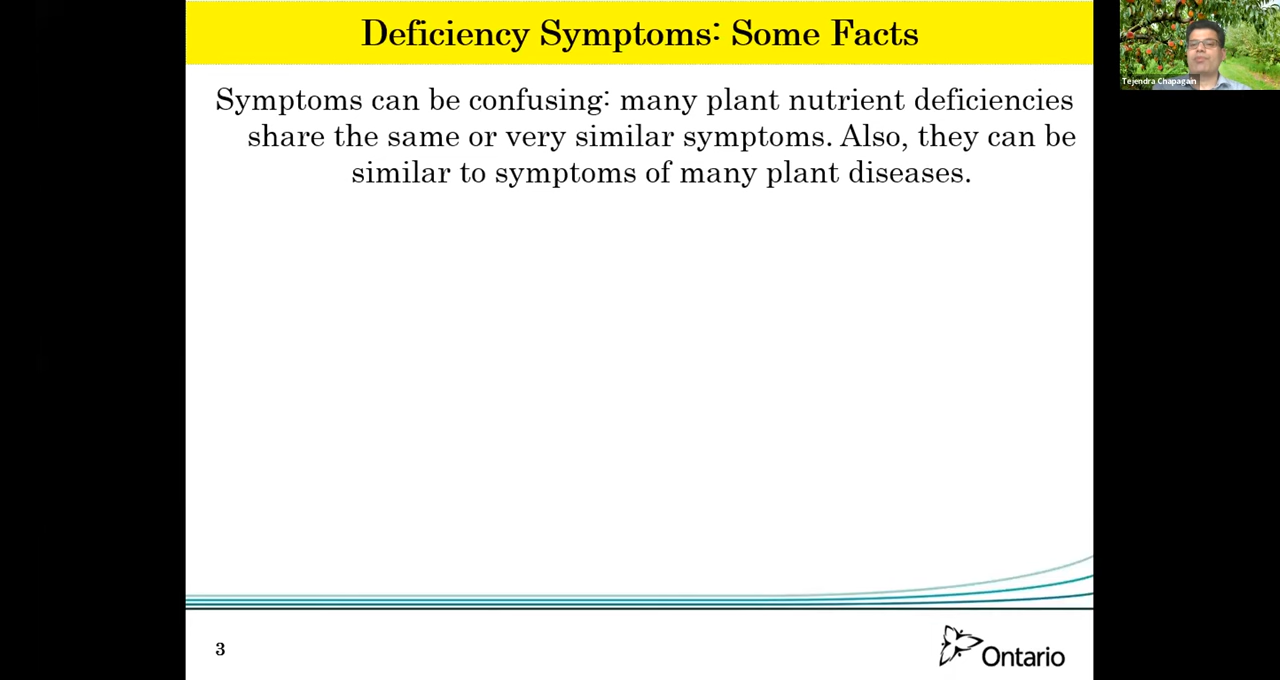 Deficiency Symptoms: Some Facts
Tejendra Chapagain
Symptoms can be confusing: many plant nutrient deficiencies
share the same or very similar symptoms. Also, they can be
similar to symptoms of many plant diseases.
3
Ontario